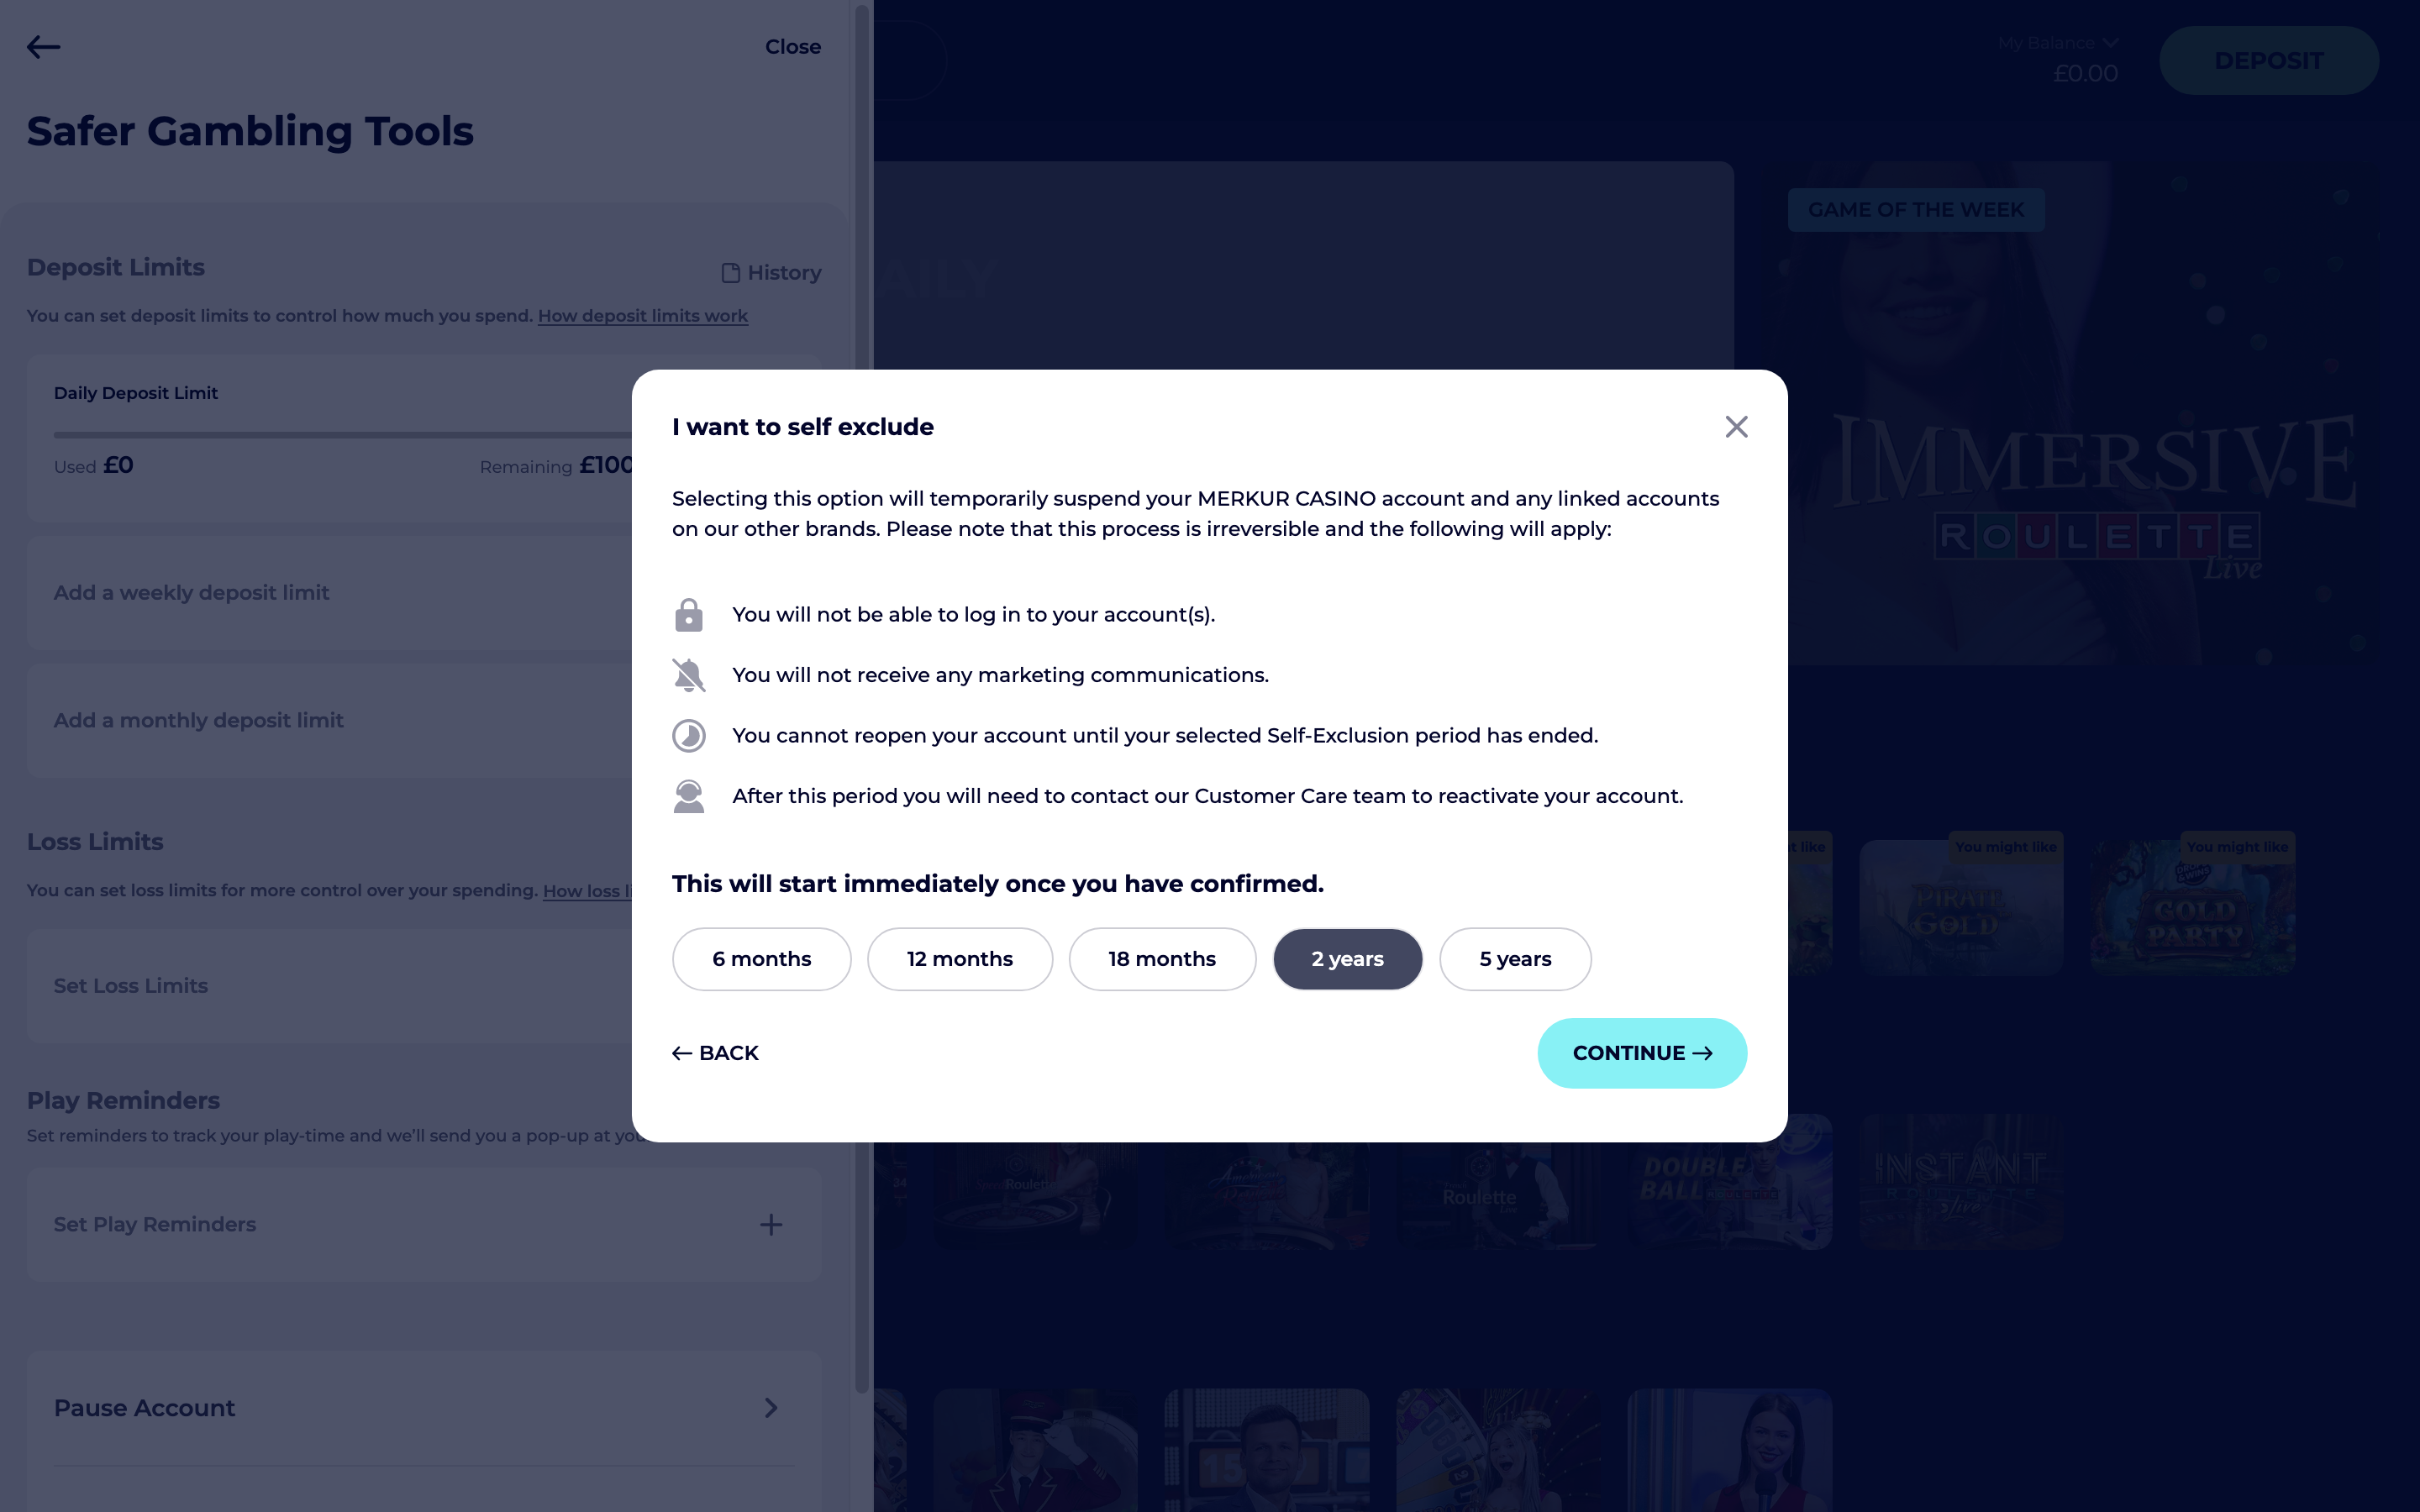 Close
Safer Gambling Tools
Deposit Limits
History
You can set deposit limits to control how much you spend. How deposit limits work
Daily Deposit Limit
Used £0
Remaining £100
Add a weekly deposit limit
Add a monthly deposit limit
Loss Limits
You can set loss limits for more control over your spending. How loss
Set Loss Limits
Play Reminders
Set reminders to track your play-time and we'll send you a pop-up at
Set Play Reminders
Pause Account
My Balance
£0.00
DEPOSIT
AILY
GAME OF THE WEEK
IMMERSIVE
ROULETTE
Live
I want to self exclude
Selecting this option will temporarily suspend your MERKUR CASINO account and any linked accounts
on our other brands. Please note that this process is irreversible and the following will apply:
You will not be able to log in to your account(s).
You will not receive any marketing communications.
You cannot reopen your account until your selected Self-Exclusion period has ended.
After this period you will need to contact our Customer Care team to reactivate your account.
This will start immediately once you have confirmed.
6 months
12 months
18 months
2 years
5 years
BACK
CONTINUE
like
You might like
You might like
PIRATE
GOLD
GOLD
PARTY
24
Speed
Roulette
American
Roulette
Live
DOUBLE
BALL
ROULETTE
INSTANT
ROULETTE
Live